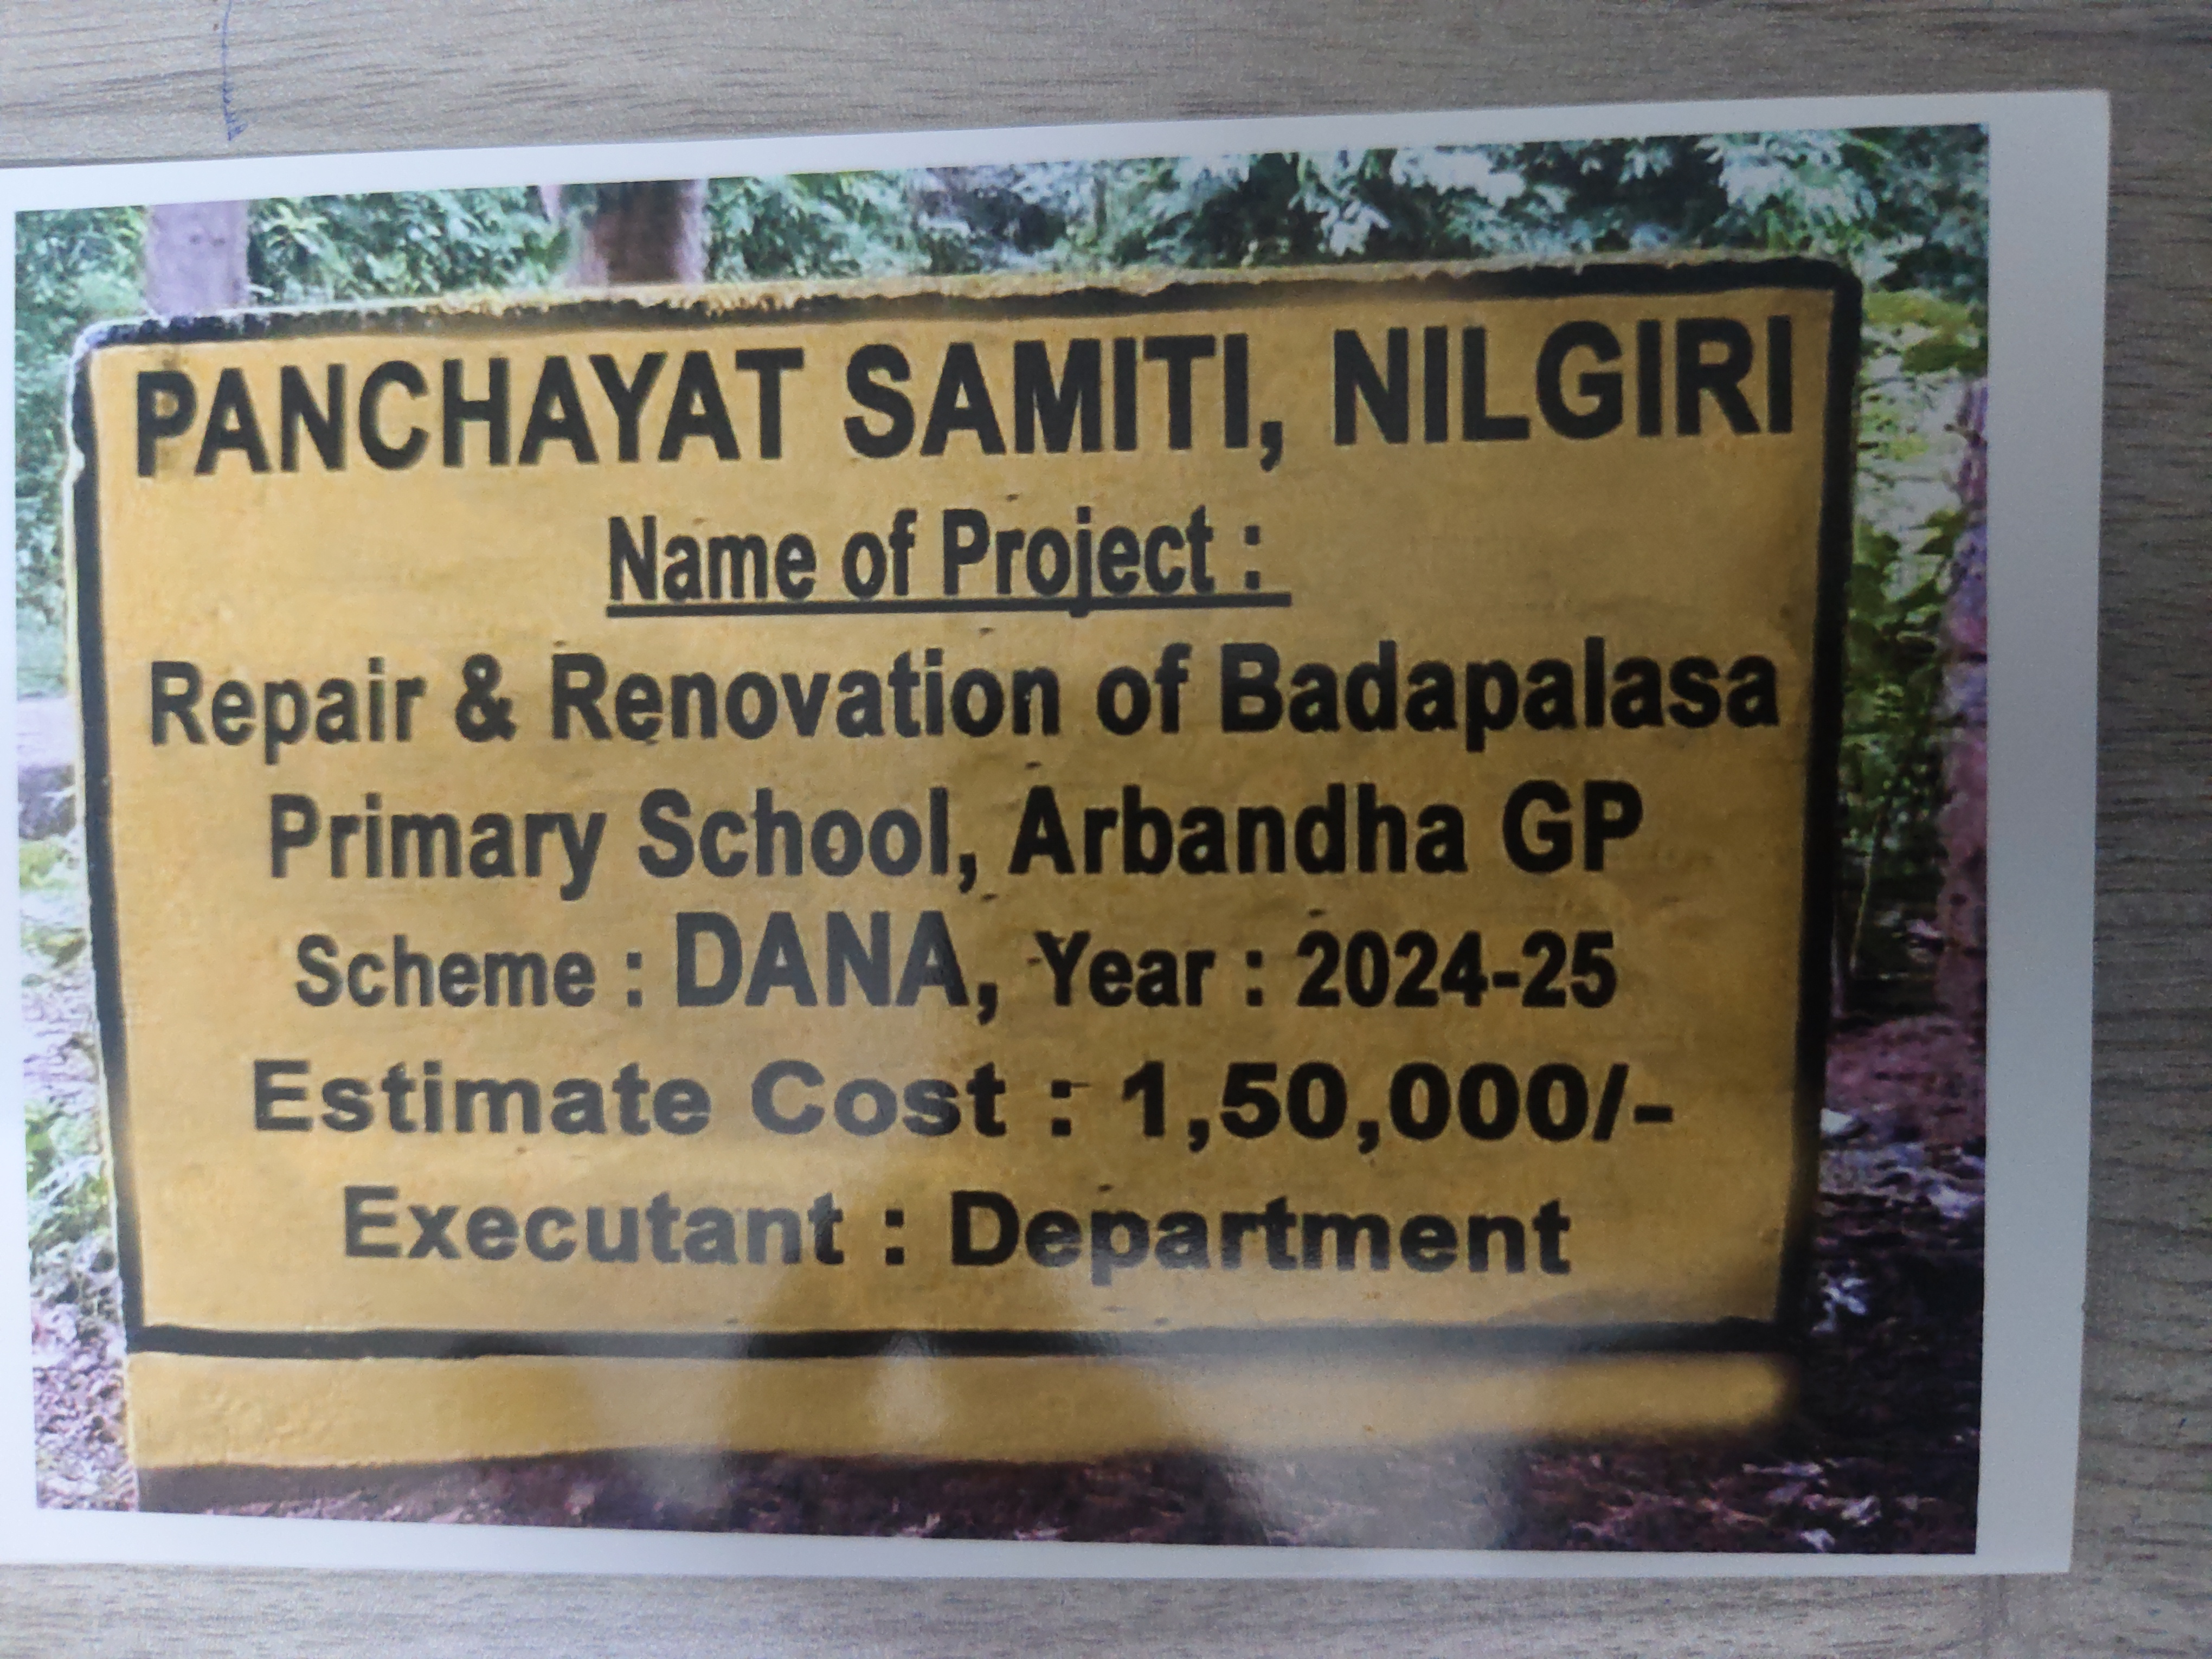 PANCHAYAT SAMITI, NILGIRI
Name of Project :
Repair & Renovation of Badapalasa
Primary School, Arbandha GP
Scheme : DANA, Year : 2024-25
Estimate Cost : 1,50,000/-
Executant : Department